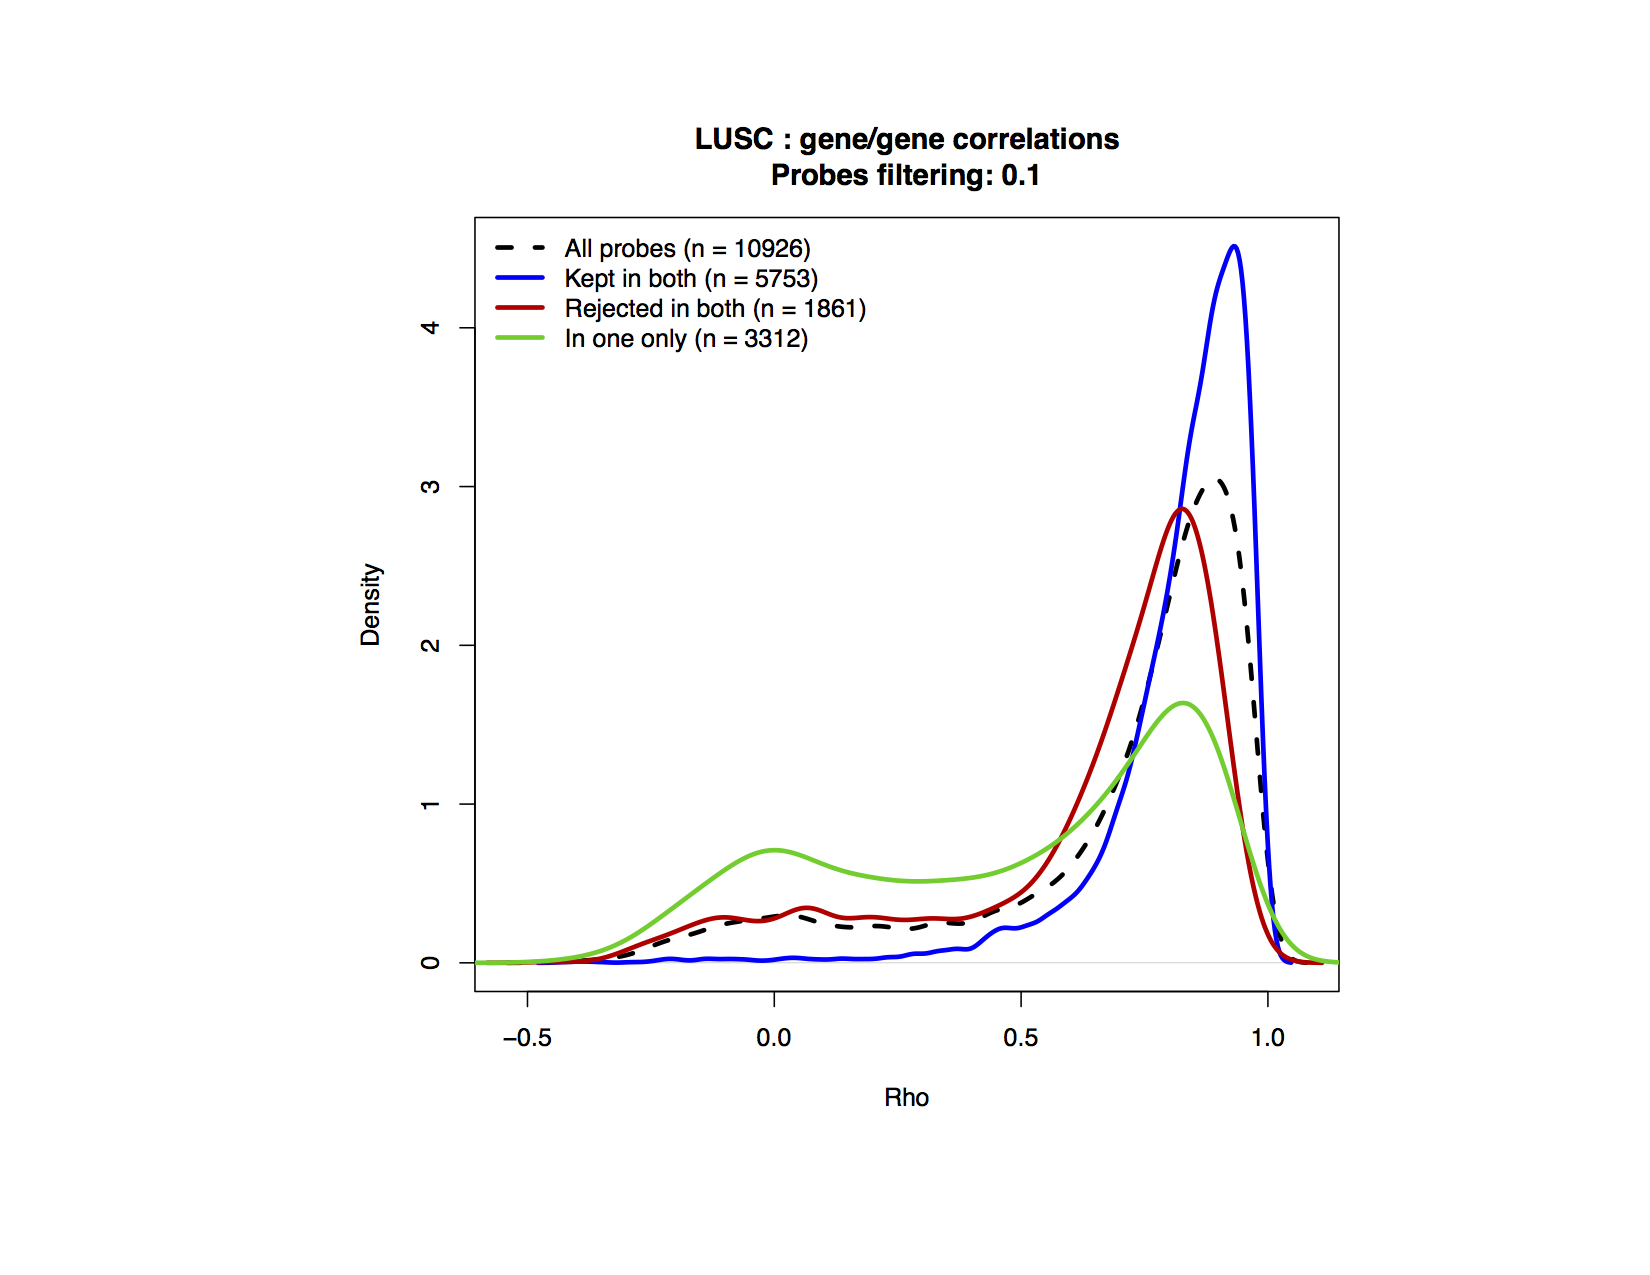 LUSC : gene/gene correlations
Probes filtering: 0.1
All probes (n = 10926)
Kept in both (n = 5753)
Rejected in both (n = 1861)
In one only (n = 3312)
Density
4
3
2
1
0
−0.5 0.0 0.5 1.0
Rho